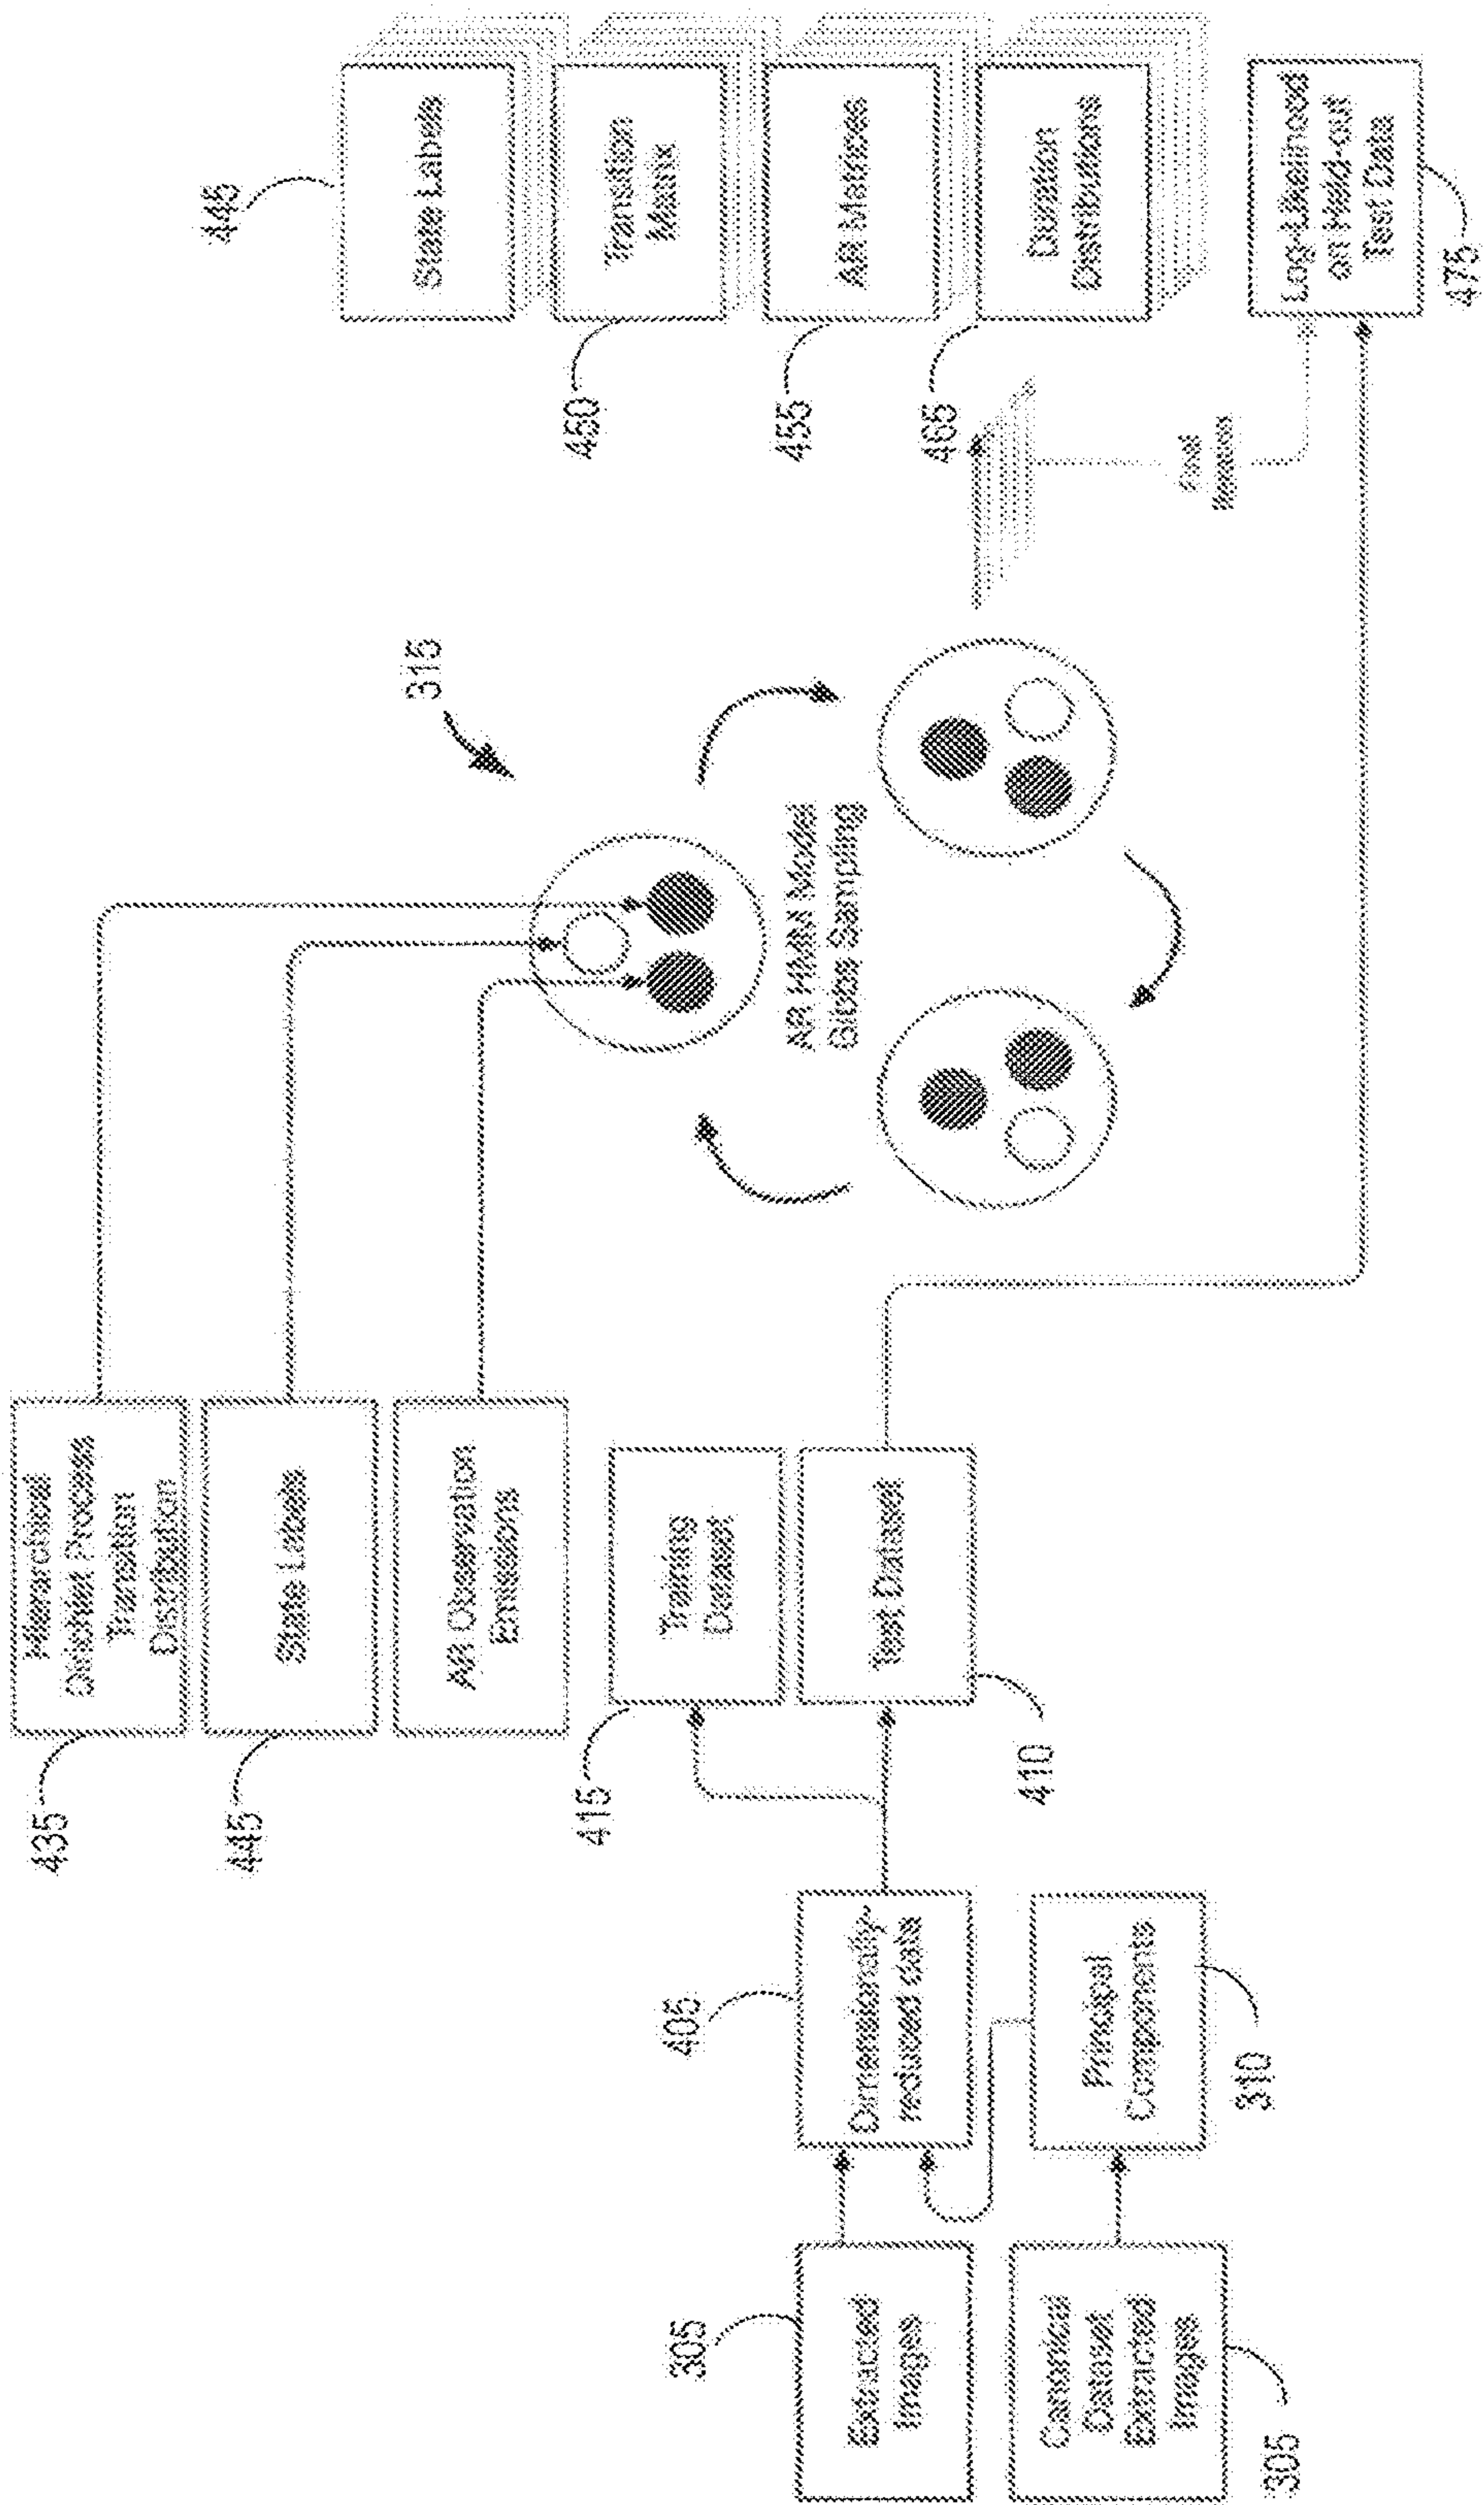 435
Hierarchical
Dirichlet Process
Transition
Distribution
445
State Labels
AR Observation
Emissions
415
Training
Dataset
Test Dataset
410
405
Dimensionally
reduced data
Principal
Components
310
305
Extracted
Images
Canonical
Dataset
Extracted
Images
305
315
AR HMM Model
Gibbs Sampling
445
State Labels
450
Transition
Matrix
455
AR Matrices
465
Duration
Distributions
final
iteration
Log-Likelihood
on Held-out
Test Data
475